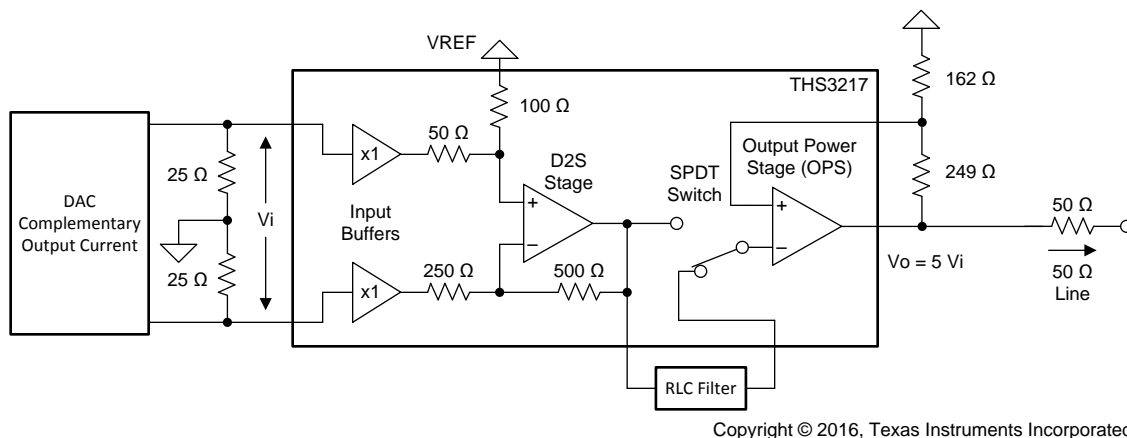 VREF
THS3217
162 Ω
100 Ω
50 Ω
x1
D2S
Stage
SPDT
Switch
Output Power
Stage (OPS)
249 Ω
25 Ω
DAC
Complementary
Output Current
Vi
Input
Buffers
+
−
+
−
50 Ω
25 Ω
x1
250 Ω
500 Ω
Vo = 5 Vi
50 Ω
Line
RLC Filter
Copyright © 2016, Texas Instruments Incorporated